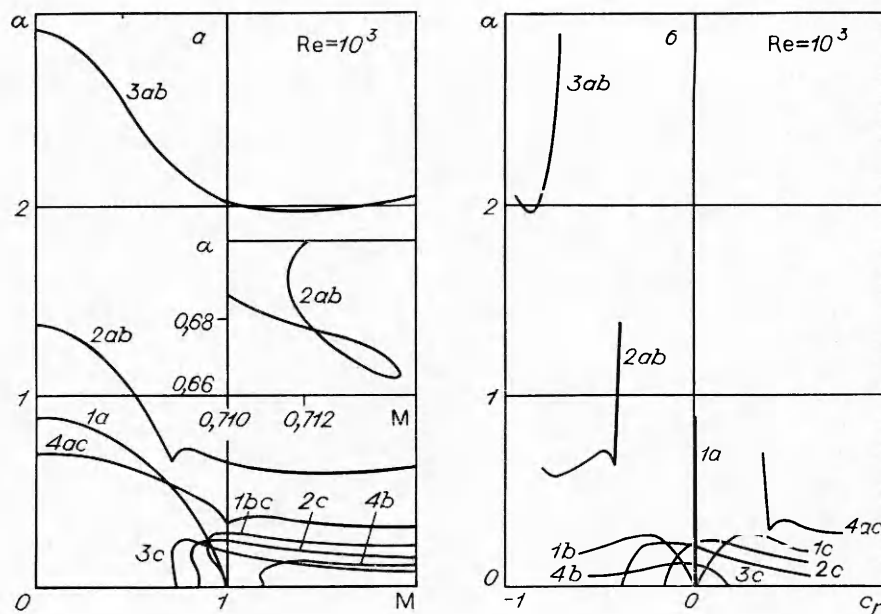 α а Re=10³
3ab
2
α
2ab
0,68
2ab
1
0,66
0,710 0,712 M
1a
4ac
1bc 2c 4b
3c
0 1 M
α б Re=10³
3ab
2
2ab
1
1a
4ac
1b 1c
4b 3c 2c
0
-1 0 c_r